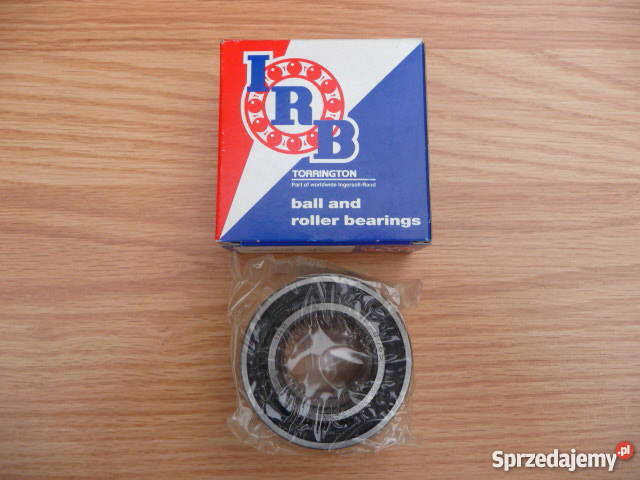 IRB
TORRINGTON
Part of worldwide Ingersoll-Rand
ball and
roller bearings
Sprzedajemy.pl